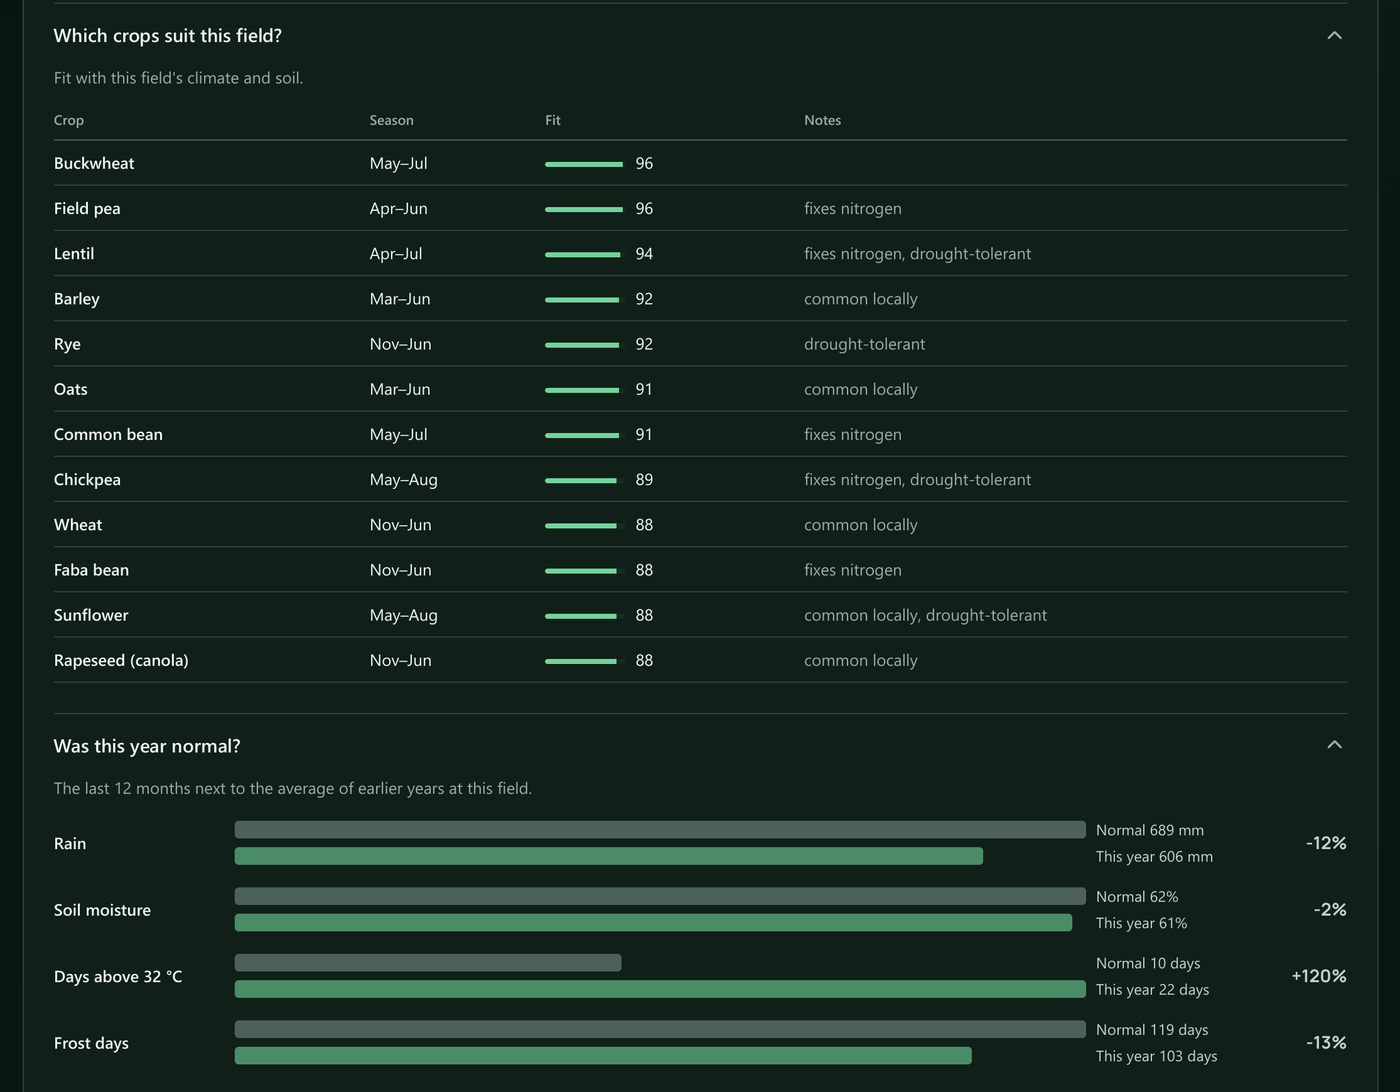 Which crops suit this field?
Fit with this field's climate and soil.
Crop Season Fit Notes
Buckwheat May–Jul 96
Field pea Apr–Jun 96 fixes nitrogen
Lentil Apr–Jul 94 fixes nitrogen, drought-tolerant
Barley Mar–Jun 92 common locally
Rye Nov–Jun 92 drought-tolerant
Oats Mar–Jun 91 common locally
Common bean May–Jul 91 fixes nitrogen
Chickpea May–Aug 89 fixes nitrogen, drought-tolerant
Wheat Nov–Jun 88 common locally
Faba bean Nov–Jun 88 fixes nitrogen
Sunflower May–Aug 88 common locally, drought-tolerant
Rapeseed (canola) Nov–Jun 88 common locally
Was this year normal?
The last 12 months next to the average of earlier years at this field.
Rain
Normal 689 mm
This year 606 mm
-12%
Soil moisture
Normal 62%
This year 61%
-2%
Days above 32 °C
Normal 10 days
This year 22 days
+120%
Frost days
Normal 119 days
This year 103 days
-13%